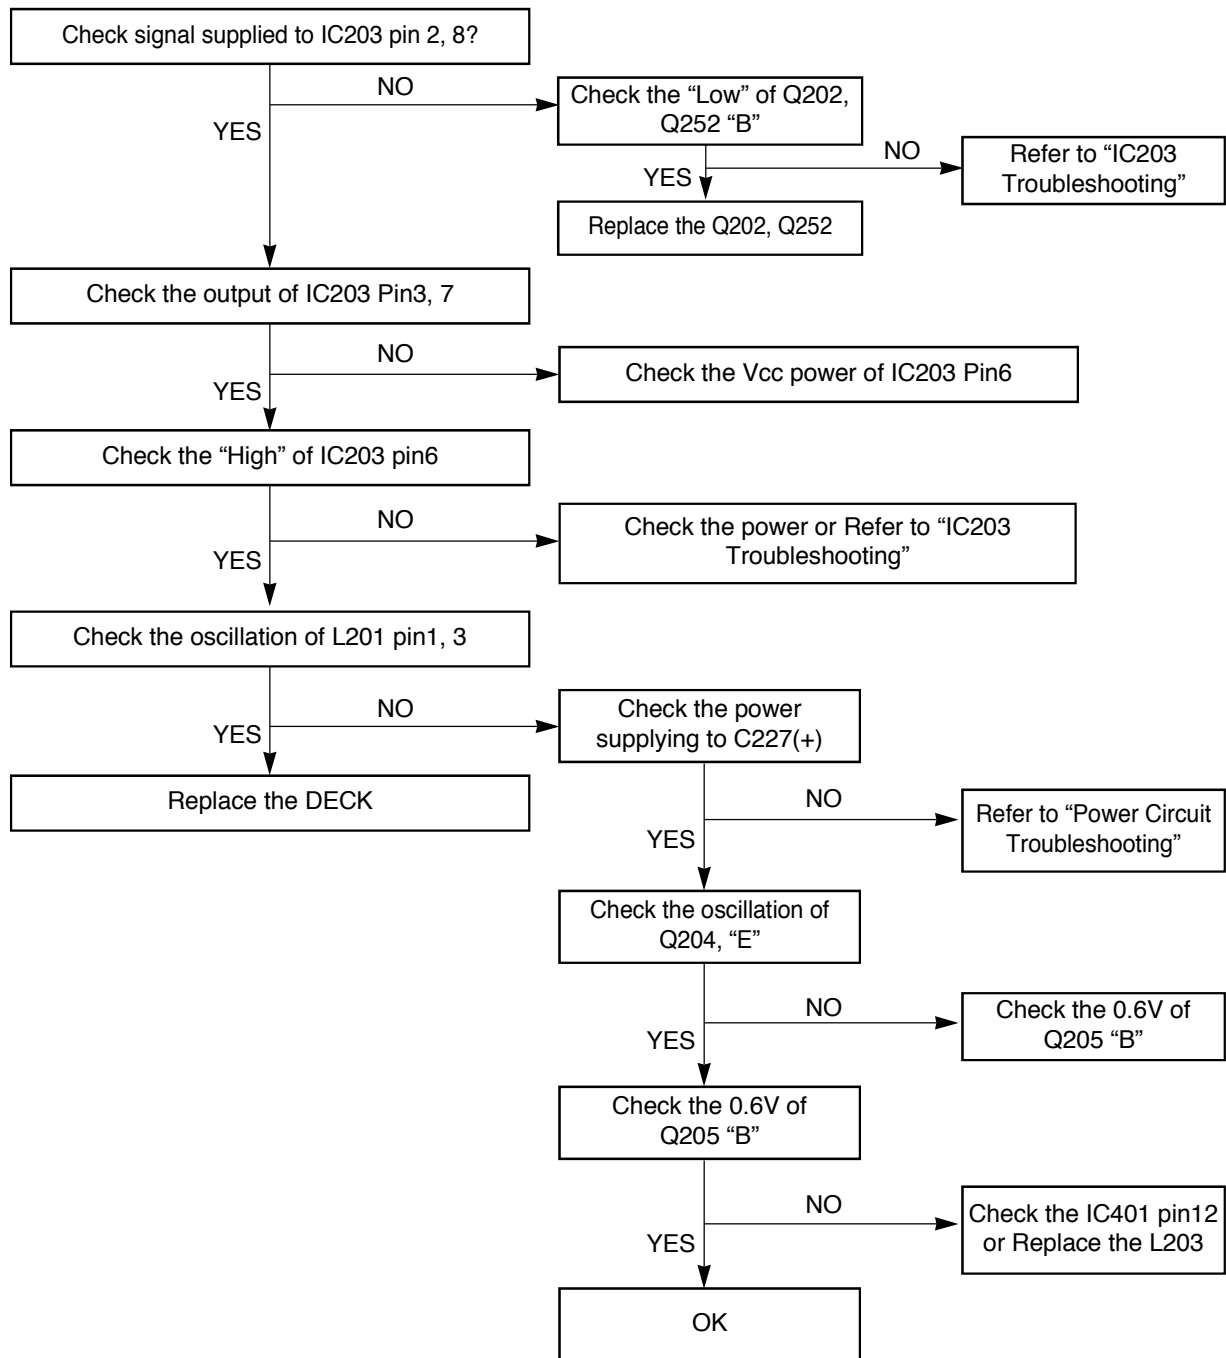 Check signal supplied to IC203 pin 2, 8?
NO
YES
Check the “Low” of Q202,
Q252 “B”
NO
YES
Refer to “IC203
Troubleshooting”
Replace the Q202, Q252
Check the output of IC203 Pin3, 7
NO
YES
Check the Vcc power of IC203 Pin6
Check the “High” of IC203 pin6
NO
YES
Check the power or Refer to “IC203
Troubleshooting”
Check the oscillation of L201 pin1, 3
NO
YES
Check the power
supplying to C227(+)
Replace the DECK
NO
YES
Refer to “Power Circuit
Troubleshooting”
Check the oscillation of
Q204, “E”
NO
YES
Check the 0.6V of
Q205 “B”
Check the 0.6V of
Q205 “B”
NO
YES
Check the IC401 pin12
or Replace the L203
OK